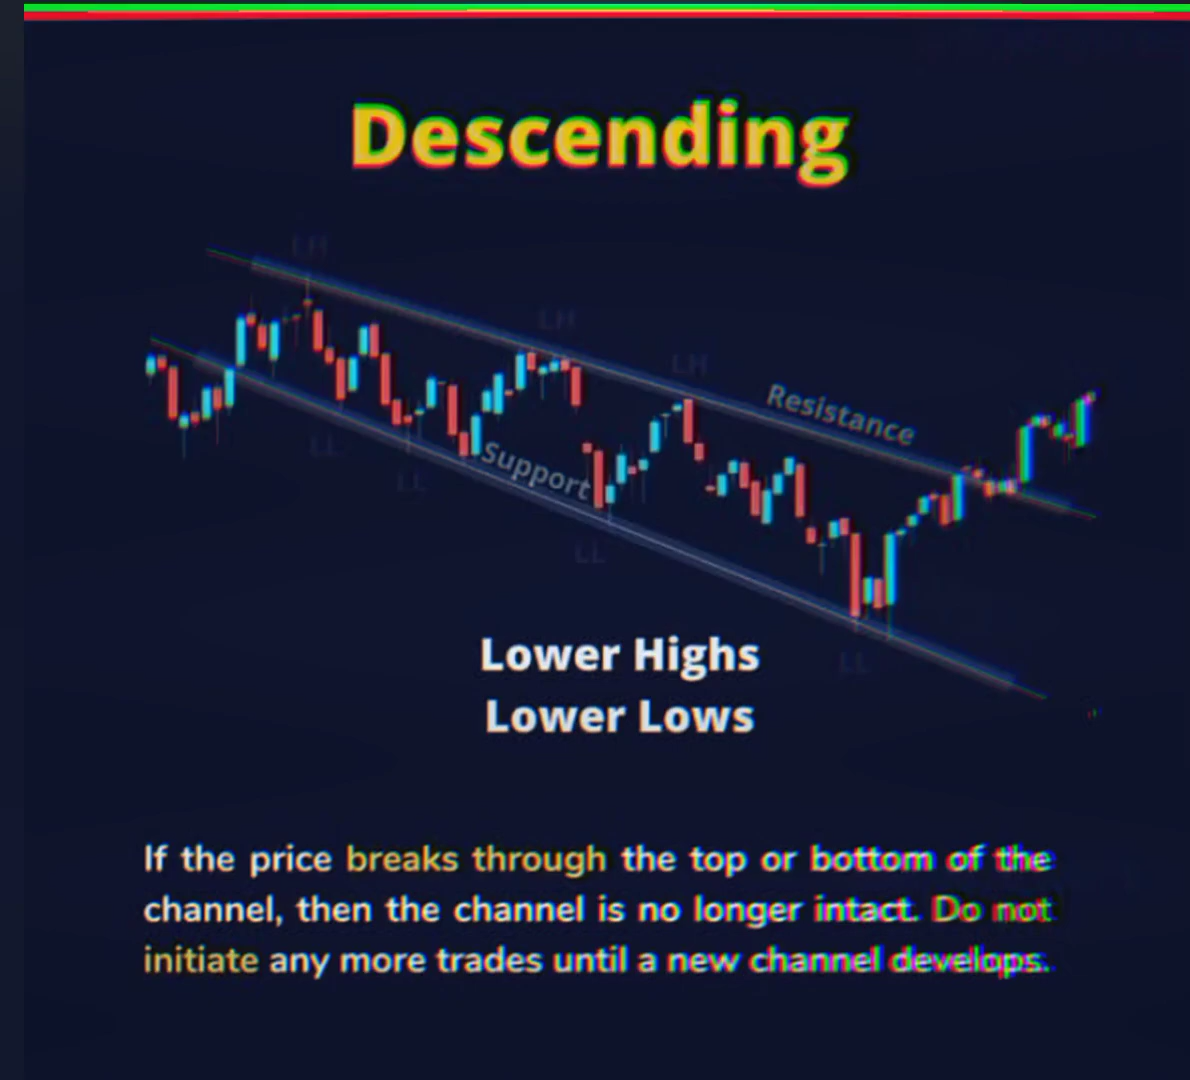 Descending
LH
LH
LH
Resistance
LL
Support
LL
LL
Lower Highs
LL
Lower Lows
If the price breaks through the top or bottom of the
channel, then the channel is no longer intact. Do not
initiate any more trades until a new channel develops.